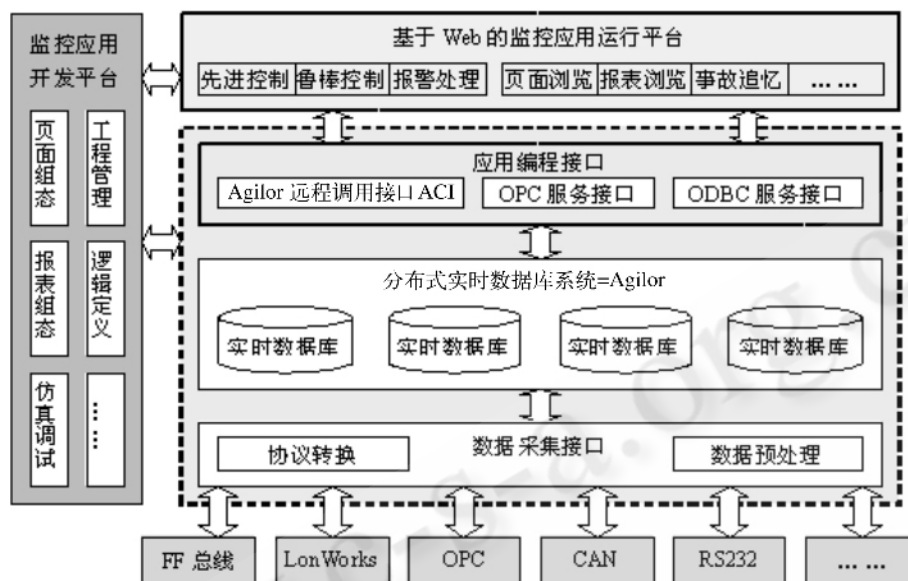 监控应用
开发平台
页面组态
工程管理
报表组态
逻辑定义
仿真调试
……
基于 Web 的监控应用运行平台
先进控制
鲁棒控制
报警处理
页面浏览
报表浏览
事故追忆
… …
应用编程接口
Agilor 远程调用接口 ACI
OPC 服务接口
ODBC 服务接口
分布式实时数据库系统=Agilor
实时数据库
实时数据库
实时数据库
实时数据库
数据采集接口
协议转换
数据预处理
FF 总线
LonWorks
OPC
CAN
RS232
… …
c-s-a.org.c